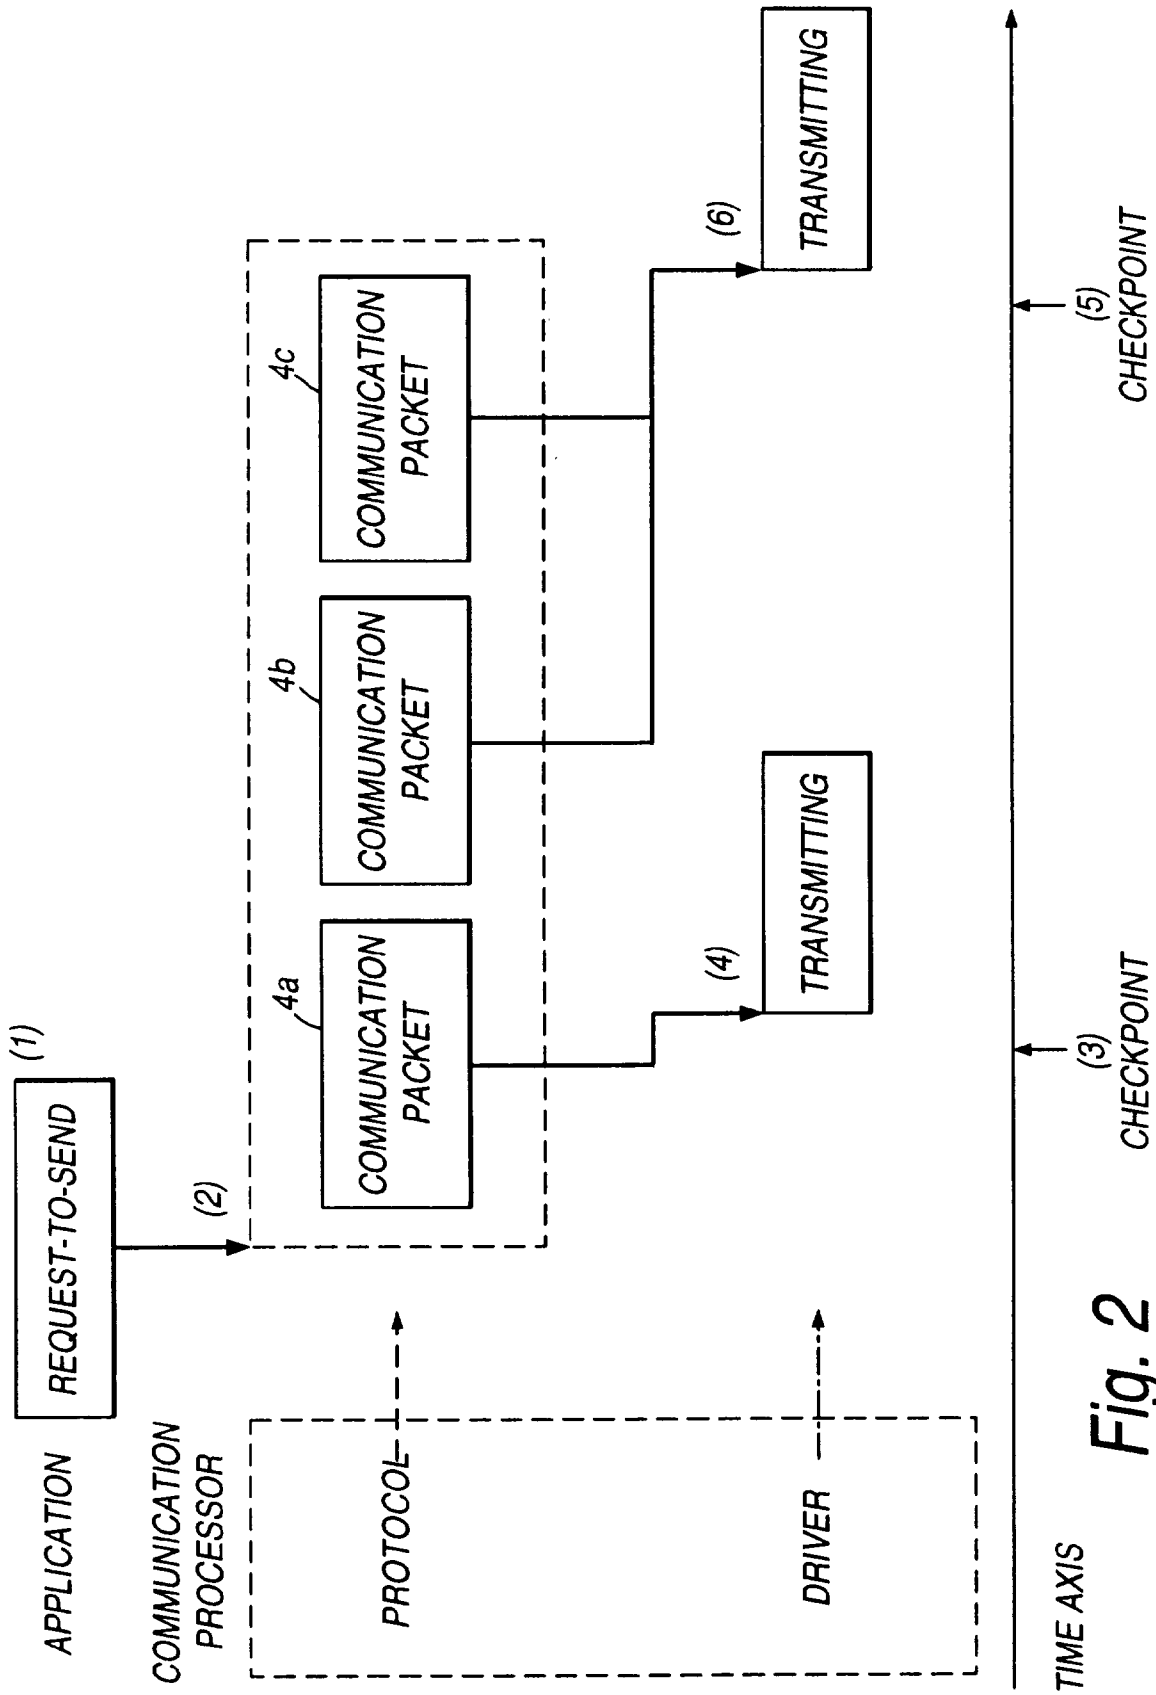 APPLICATION
REQUEST-TO-SEND
(1)
COMMUNICATION
PROCESSOR
(2)
PROTOCOL
4a
COMMUNICATION
PACKET
4b
COMMUNICATION
PACKET
4c
COMMUNICATION
PACKET
DRIVER
(4)
TRANSMITTING
(6)
TRANSMITTING
TIME AXIS
(3)
CHECKPOINT
(5)
CHECKPOINT
Fig. 2